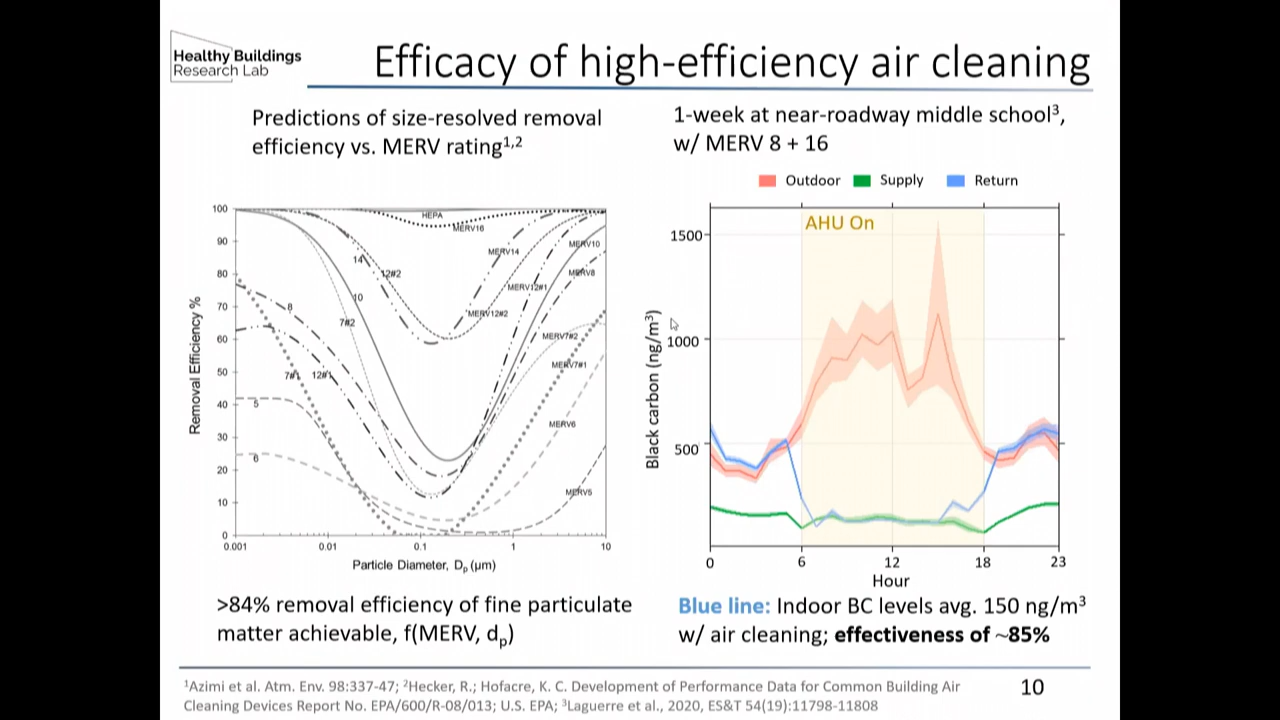 Healthy Buildings
Research Lab
Efficacy of high-efficiency air cleaning
Predictions of size-resolved removal
efficiency vs. MERV rating¹,²
100
90
80
70
60
50
40
30
20
10
0
0.001
0.01
0.1
1
10
Removal Efficiency %
Particle Diameter, Dp (µm)
HEPA
MERV16
MERV14
MERV10
MERV8
MERV12#1
MERV12#2
MERV7#2
MERV7#1
MERV6
MERV5
14
12#2
10
8
7#2
7#1
12#1
5
6
>84% removal efficiency of fine particulate
matter achievable, f(MERV, dp)
1-week at near-roadway middle school³,
w/ MERV 8 + 16
Outdoor Supply Return
AHU On
1500
1000
500
Black carbon (ng/m³)
0
6
12
18
23
Hour
Blue line: Indoor BC levels avg. 150 ng/m³
w/ air cleaning; effectiveness of ~85%
¹Azimi et al. Atm. Env. 98:337-47; ²Hecker, R.; Hofacre, K. C. Development of Performance Data for Common Building Air
Cleaning Devices Report No. EPA/600/R-08/013; U.S. EPA; ³Laguerre et al., 2020, ES&T 54(19):11798-11808
10